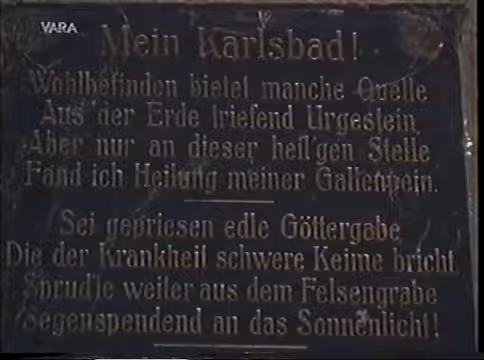 VARA
Mein Karlsbad!
Wohlbefinden bietet manche Quelle
Aus der Erde triefend Urgestein,
Aber nur an dieser heil'gen Stelle
Fand ich Heilung meiner Gallenpein.
Sei gepriesen edle Göttergabe
Die der Krankheit schwere Keime bricht,
Sprudle weiter aus dem Felsengrabe
Segenspendend an das Sonnenlicht!